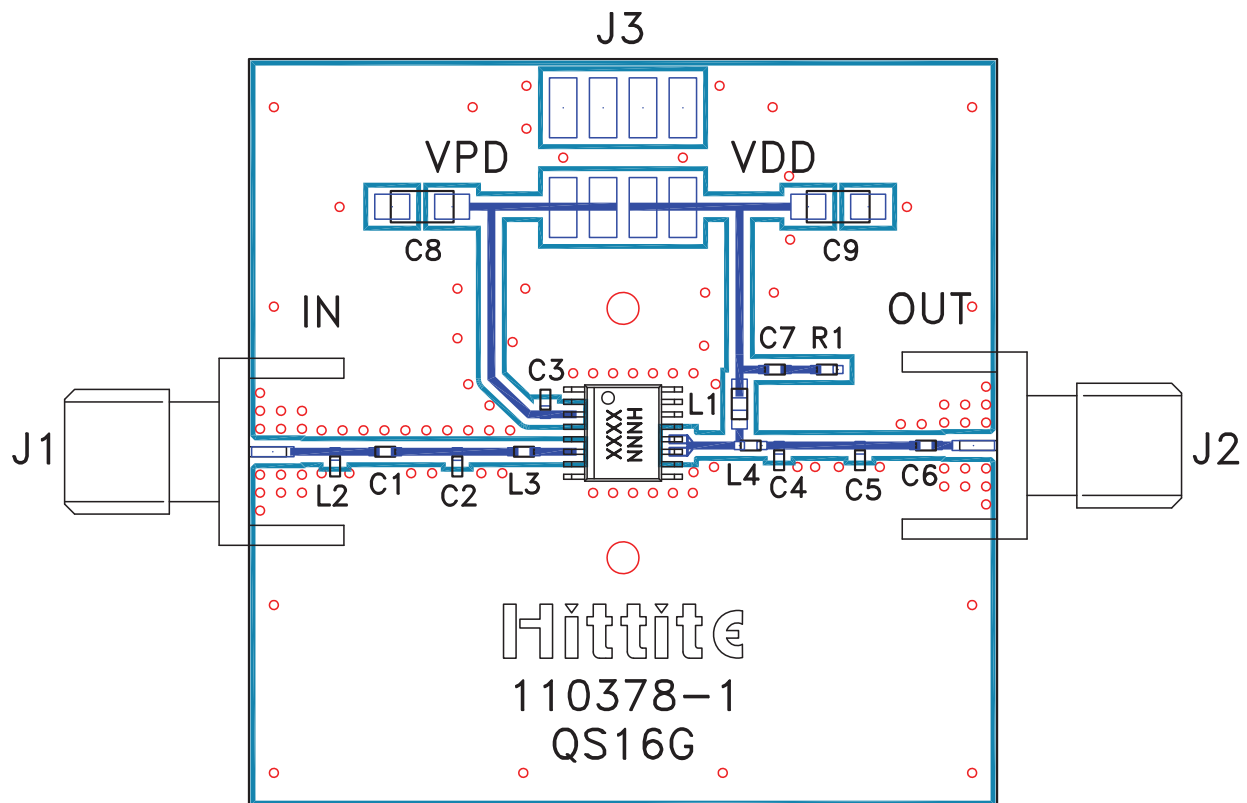 J3
VPD VDD
C8 C9
IN OUT
C7 R1
C3
L1
XXXX
HNNN
J1 J2
L2 C1 C2 L3 L4 C4 C5 C6
Hittite
110378-1
QS16G